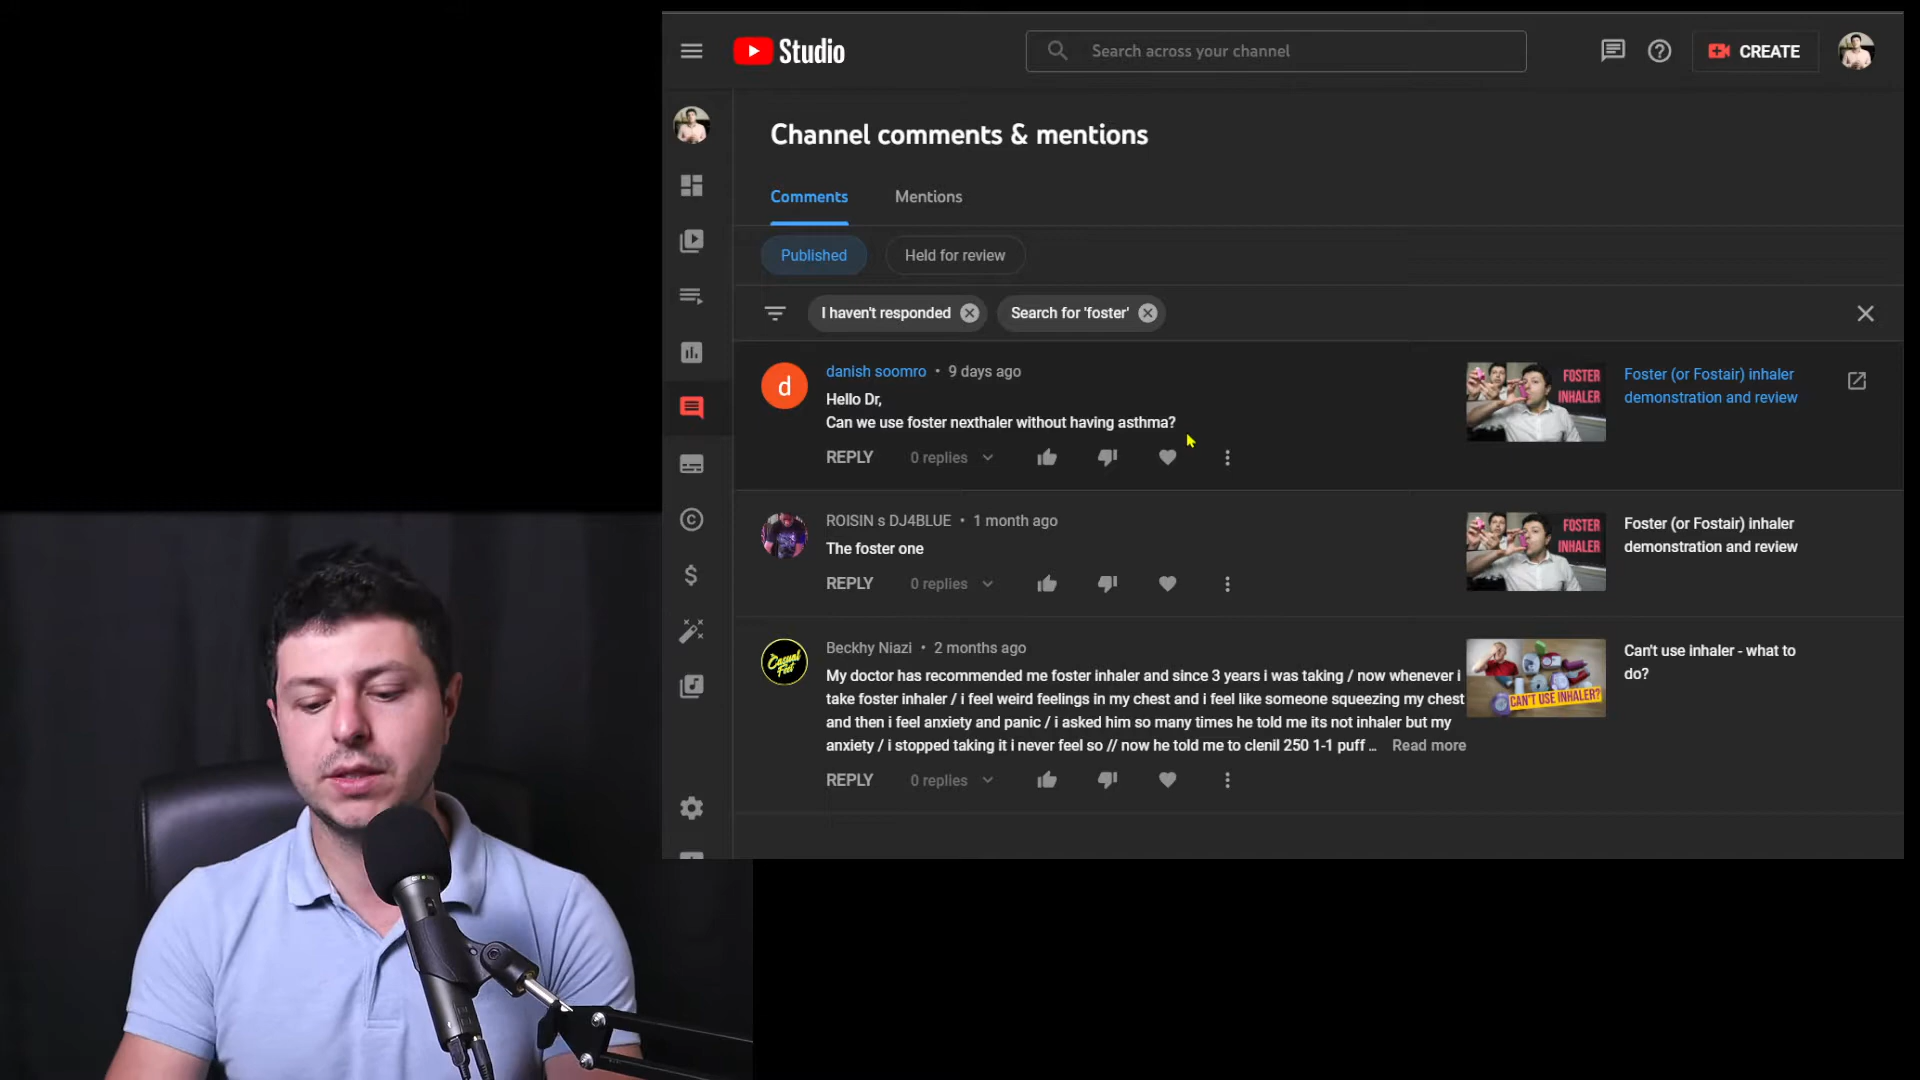 Studio
Search across your channel
CREATE
Channel comments & mentions
Comments
Mentions
Published
Held for review
I haven't responded
Search for 'foster'
d
danish soomro • 9 days ago
Hello Dr,
Can we use foster nexthaler without having asthma?
REPLY
0 replies
FOSTER
INHALER
Foster (or Fostair) inhaler
demonstration and review
ROISIN s DJ4BLUE • 1 month ago
The foster one
REPLY
0 replies
FOSTER
INHALER
Foster (or Fostair) inhaler
demonstration and review
Casual
Feet
Beckhy Niazi • 2 months ago
My doctor has recommended me foster inhaler and since 3 years i was taking / now whenever i
take foster inhaler / i feel weird feelings in my chest and i feel like someone squeezing my chest
and then i feel anxiety and panic / i asked him so many times he told me its not inhaler but my
anxiety / i stopped taking it i never feel so // now he told me to clenil 250 1-1 puff ... Read more
REPLY
0 replies
CAN'T USE INHALER?
Can't use inhaler - what to
do?